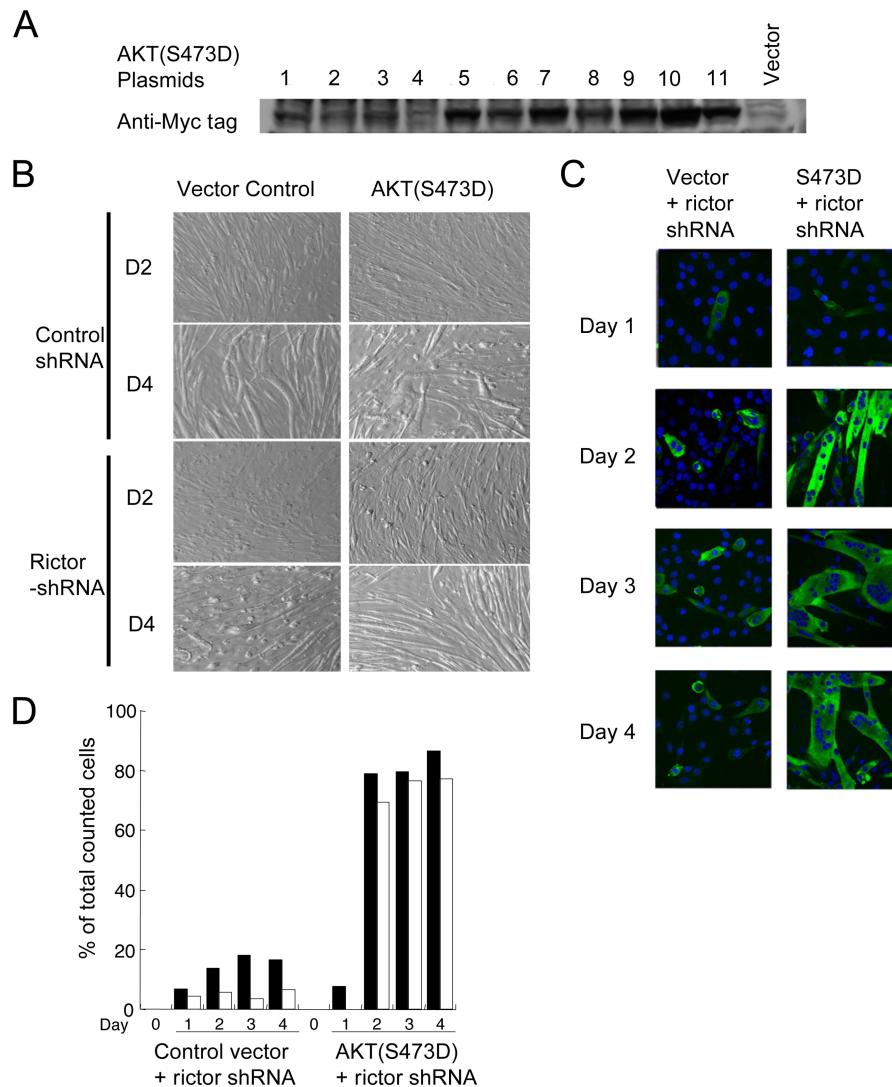 A
AKT(S473D)
Plasmids
1 2 3 4 5 6 7 8 9 10 11 Vector
Anti-Myc tag
B
Vector Control AKT(S473D)
Control
shRNA
D2
D4
Rictor
-shRNA
D2
D4
C
Vector
+ rictor
shRNA
S473D
+ rictor
shRNA
Day 1
Day 2
Day 3
Day 4
D
% of total counted cells
100
80
60
40
20
0
Day 0 1 2 3 4 0 1 2 3 4
Control vector
+ rictor shRNA
AKT(S473D)
+ rictor shRNA